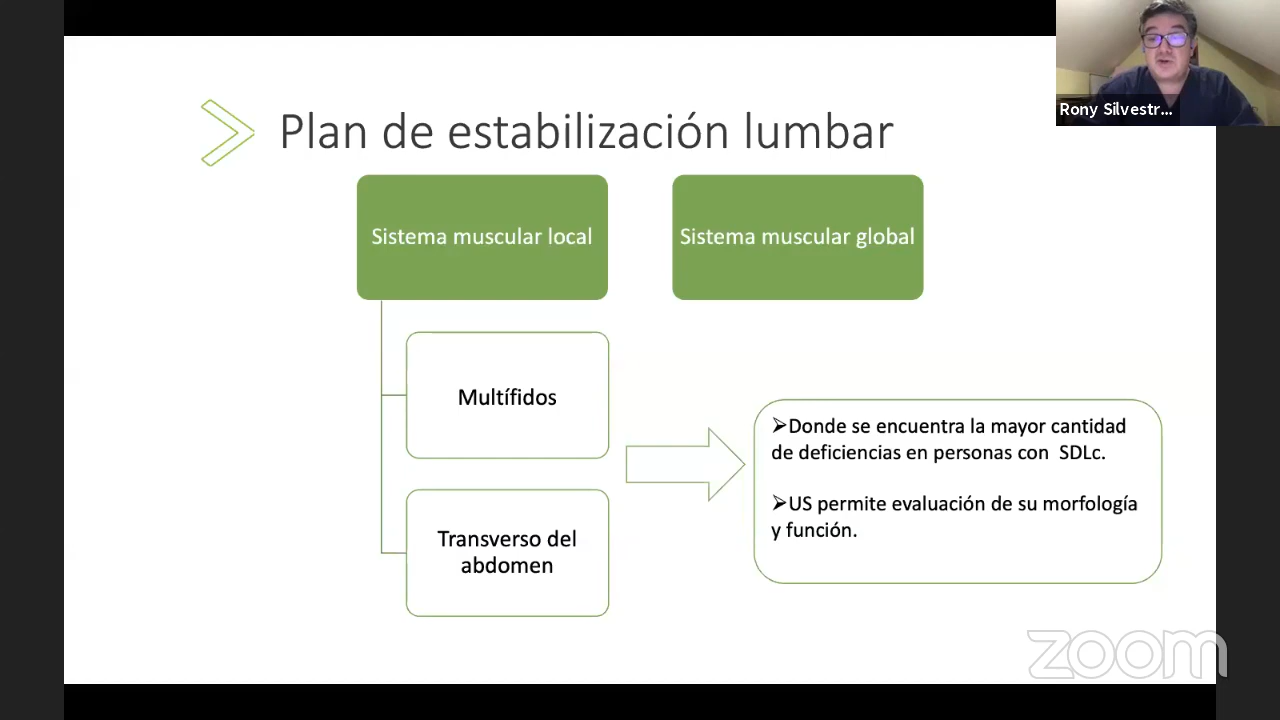 Rony Silvestr...
Plan de estabilización lumbar
Sistema muscular local
Sistema muscular global
Multífidos
➢Donde se encuentra la mayor cantidad
de deficiencias en personas con  SDLc.
➢US permite evaluación de su morfología
y función.
Transverso del
abdomen
zoom